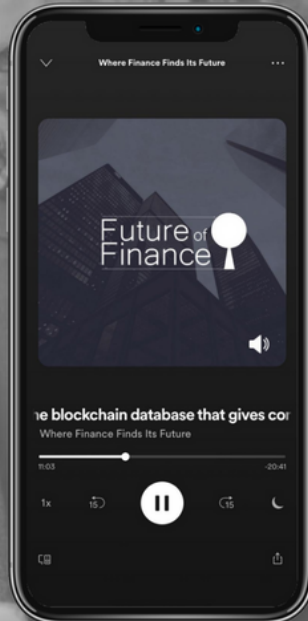 Where Finance Finds Its Future
Future of
Finance
ne blockchain database that gives cor
Where Finance Finds Its Future
11:03
-20:41
1x
15
15